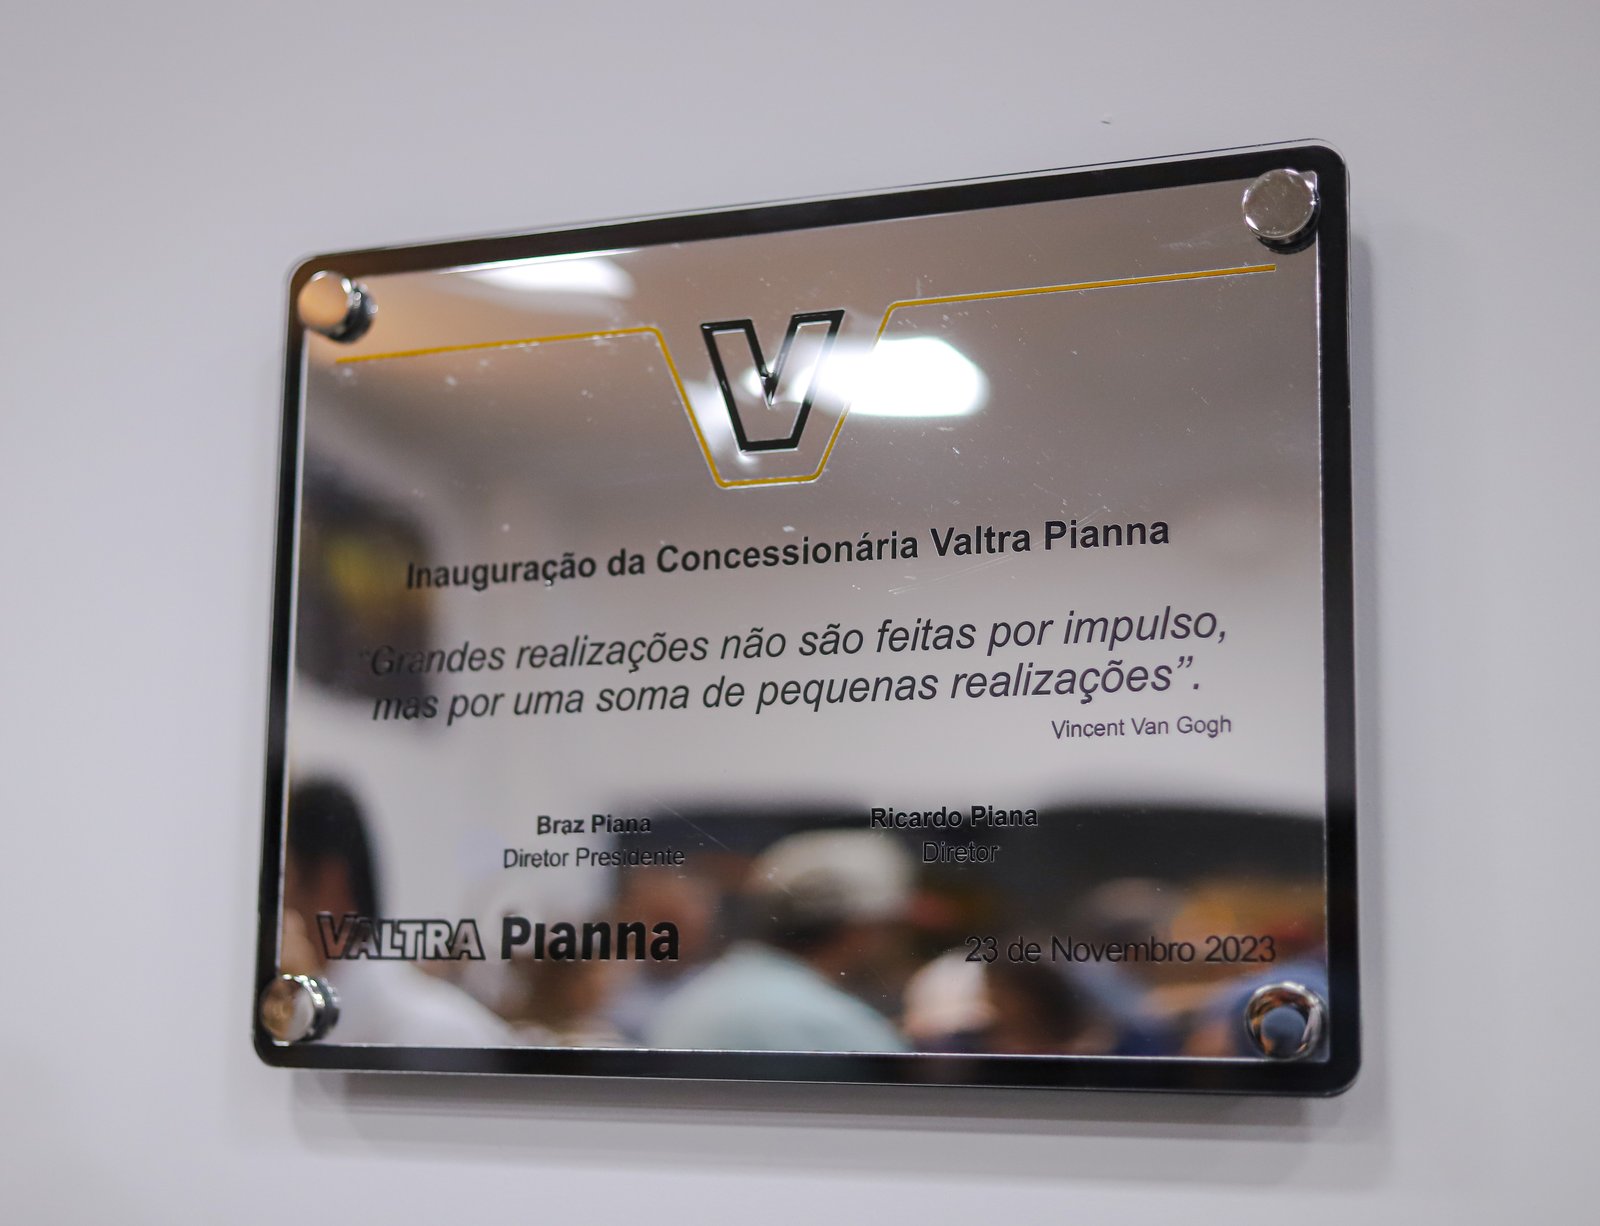 V
Inauguração da Concessionária Valtra Pianna
“Grandes realizações não são feitas por impulso,
mas por uma soma de pequenas realizações”.
Vincent Van Gogh
Braz Piana
Diretor Presidente
Ricardo Piana
Diretor
VALTRA Pianna
23 de Novembro 2023